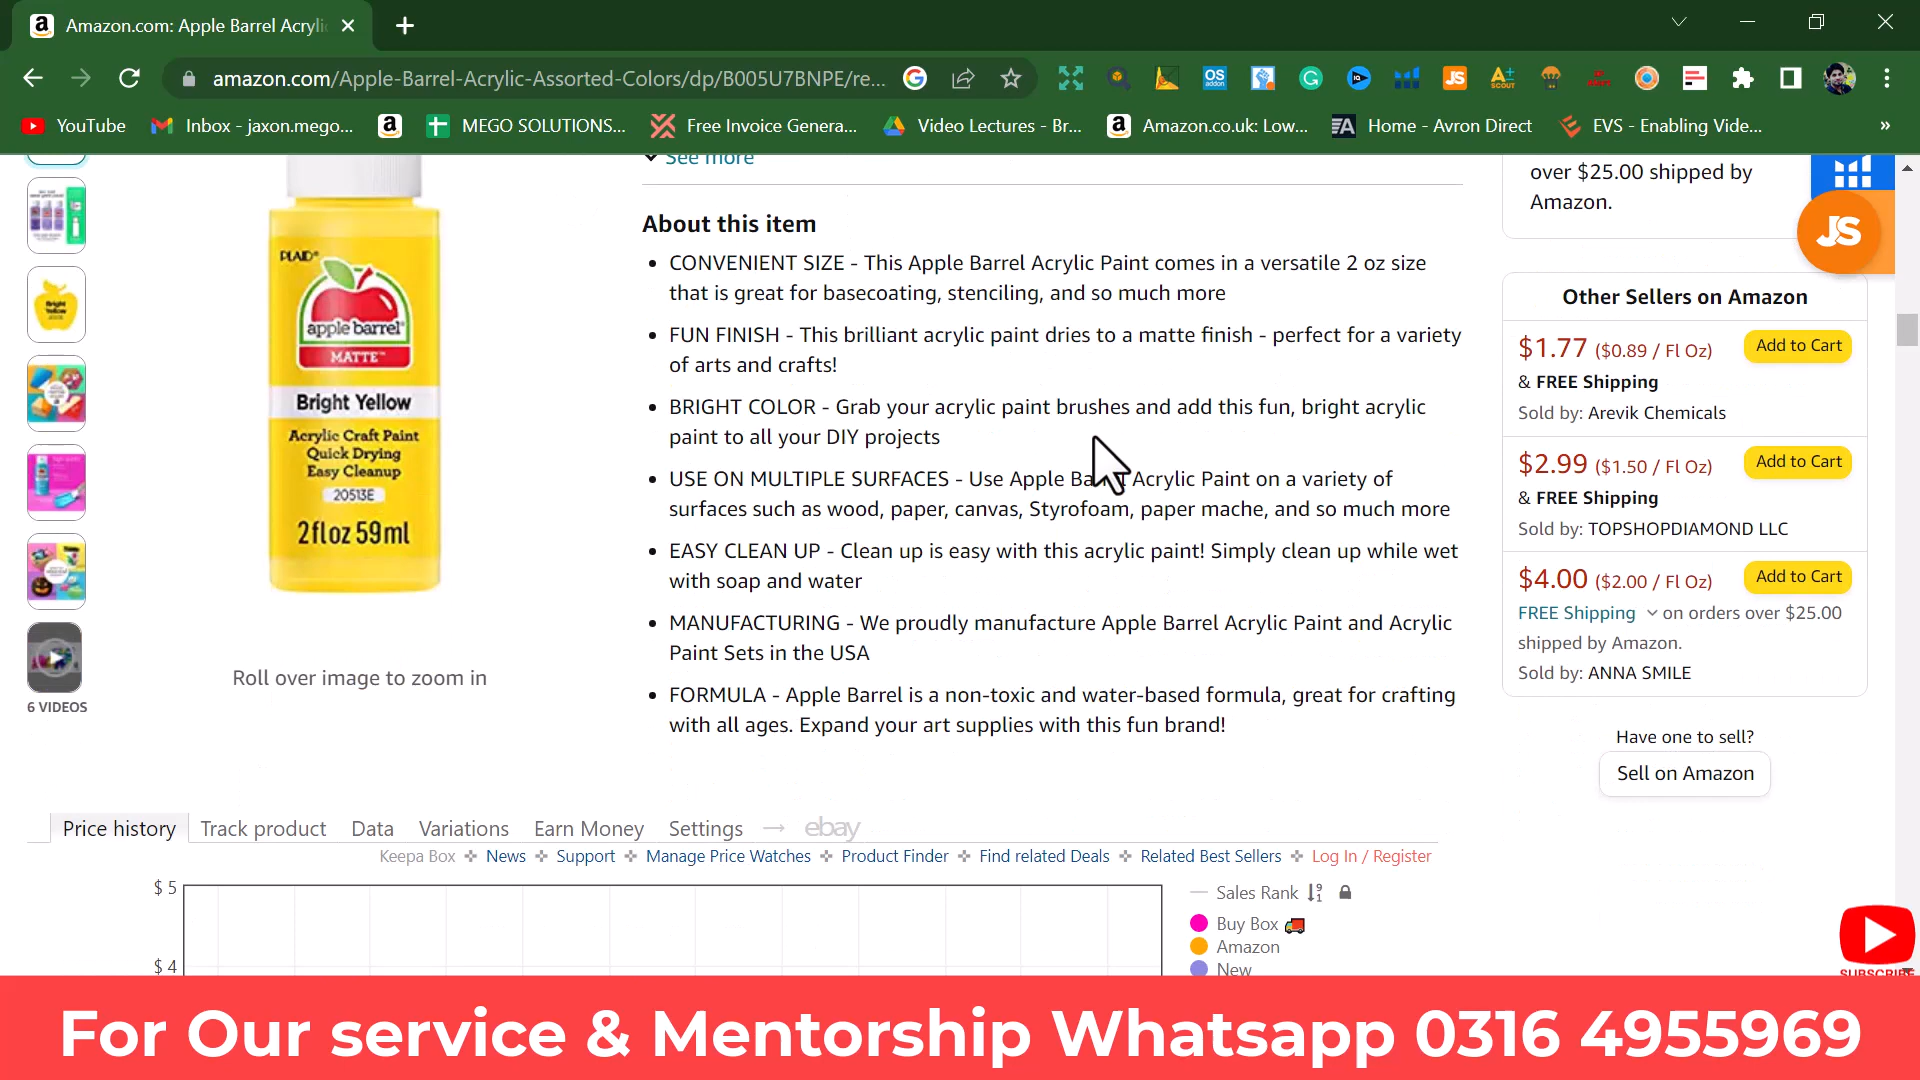 Amazon.com: Apple Barrel Acryli
amazon.com/Apple-Barrel-Acrylic-Assorted-Colors/dp/B005U7BNPE/re...
YouTube
Inbox - jaxon.mego...
MEGO SOLUTIONS...
Free Invoice Genera...
Video Lectures - Br...
Amazon.co.uk: Low...
Home - Avron Direct
EVS - Enabling Vide...
»
See more
About this item
CONVENIENT SIZE - This Apple Barrel Acrylic Paint comes in a versatile 2 oz size
that is great for basecoating, stenciling, and so much more
FUN FINISH - This brilliant acrylic paint dries to a matte finish - perfect for a variety
of arts and crafts!
BRIGHT COLOR - Grab your acrylic paint brushes and add this fun, bright acrylic
paint to all your DIY projects
USE ON MULTIPLE SURFACES - Use Apple Barrel Acrylic Paint on a variety of
surfaces such as wood, paper, canvas, Styrofoam, paper mache, and so much more
EASY CLEAN UP - Clean up is easy with this acrylic paint! Simply clean up while wet
with soap and water
MANUFACTURING - We proudly manufacture Apple Barrel Acrylic Paint and Acrylic
Paint Sets in the USA
FORMULA - Apple Barrel is a non-toxic and water-based formula, great for crafting
with all ages. Expand your art supplies with this fun brand!
PLAID®
apple barrel®
MATTE™
Bright Yellow
Acrylic Craft Paint
Quick Drying
Easy Cleanup
20513E
2 fl oz 59 ml
Bright
Yellow
6 VIDEOS
Roll over image to zoom in
over $25.00 shipped by
Amazon.
JS
Other Sellers on Amazon
$1.77 ($0.89 / Fl Oz)
Add to Cart
& FREE Shipping
Sold by: Arevik Chemicals
$2.99 ($1.50 / Fl Oz)
Add to Cart
& FREE Shipping
Sold by: TOPSHOPDIAMOND LLC
$4.00 ($2.00 / Fl Oz)
Add to Cart
FREE Shipping on orders over $25.00
shipped by Amazon.
Sold by: ANNA SMILE
Have one to sell?
Sell on Amazon
Price history Track product Data Variations Earn Money Settings → ebay
Keepa Box News Support Manage Price Watches Product Finder Find related Deals Related Best Sellers Log In / Register
$ 5
$ 4
Sales Rank
Buy Box
Amazon
New
SUBSCRIBE
For Our service & Mentorship Whatsapp 0316 4955969